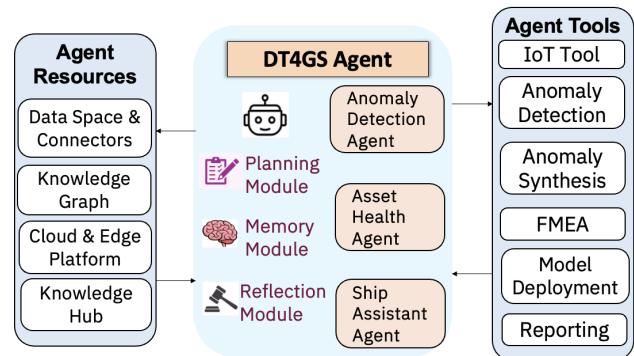 Agent
Resources
Data Space &
Connectors
Knowledge
Graph
Cloud & Edge
Platform
Knowledge
Hub
DT4GS Agent
Planning
Module
Memory
Module
Reflection
Module
Anomaly
Detection
Agent
Asset
Health
Agent
Ship
Assistant
Agent
Agent Tools
IoT Tool
Anomaly
Detection
Anomaly
Synthesis
FMEA
Model
Deployment
Reporting